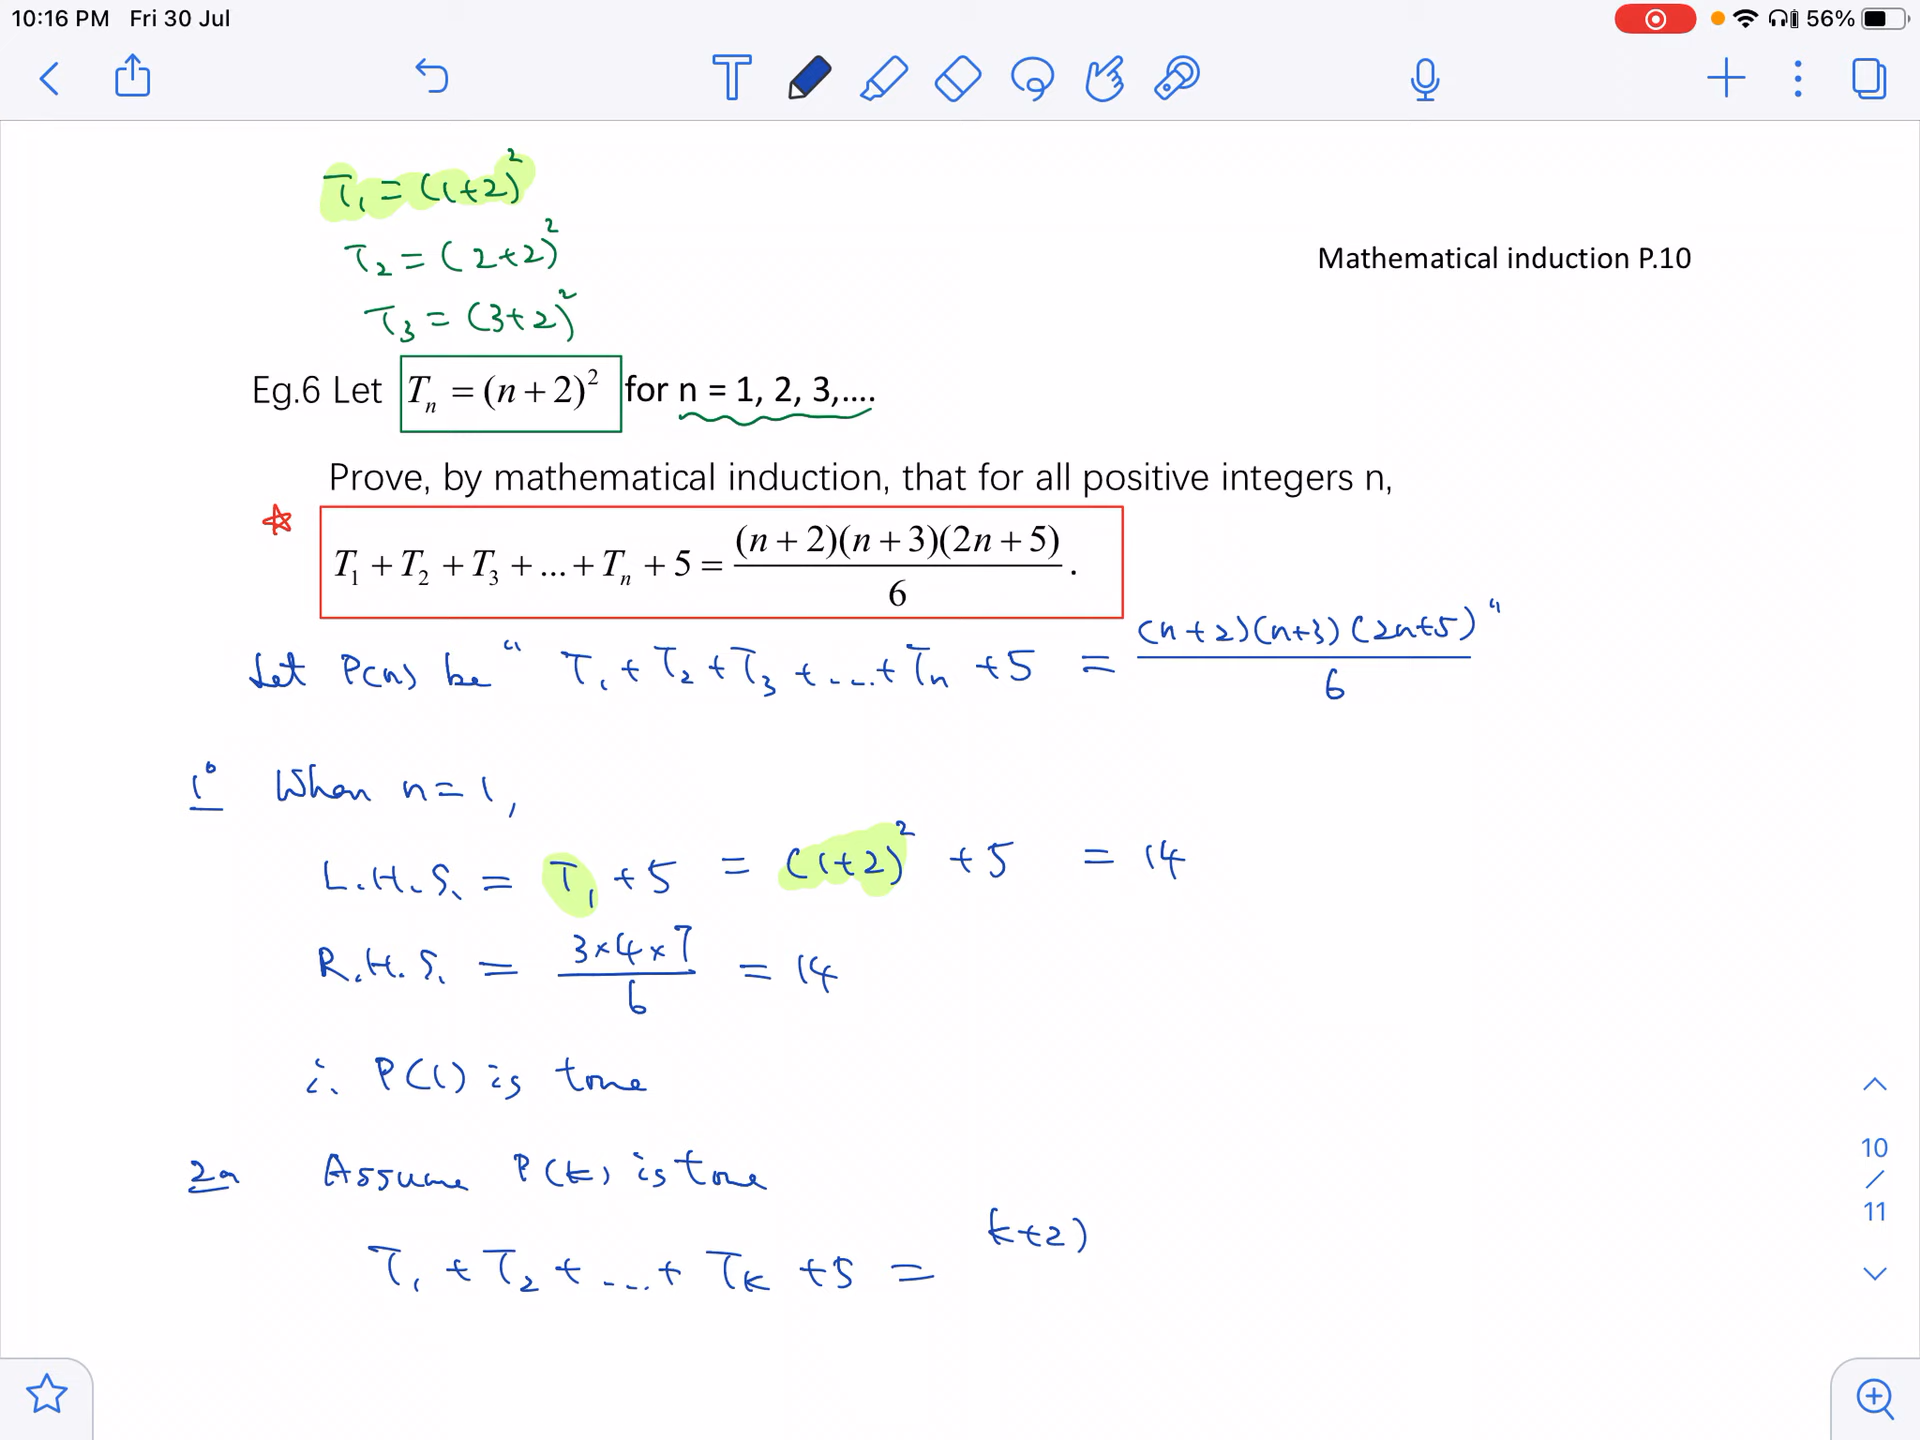 10:16 PM Fri 30 Jul
56%
T₁ = (1+2)²
T₂ = (2+2)²
T₃ = (3+2)²
Mathematical induction P.10
Eg.6 Let Tₙ = (n + 2)² for n = 1, 2, 3,....
Prove, by mathematical induction, that for all positive integers n,
T₁ + T₂ + T₃ + ... + Tₙ + 5 = (n + 2)(n + 3)(2n + 5) / 6 .
Let P(n) be " T₁ + T₂ + T₃ + .... + Tₙ + 5 = (n+2)(n+3)(2n+5) / 6 "
1° When n = 1,
L.H.S. = T₁ + 5 = (1+2)² + 5 = 14
R.H.S. = 3×4×7 / 6 = 14
∴ P(1) is true
2° Assume P(k) is true
T₁ + T₂ + .... + Tk + 5 = k+2)
10
/
11